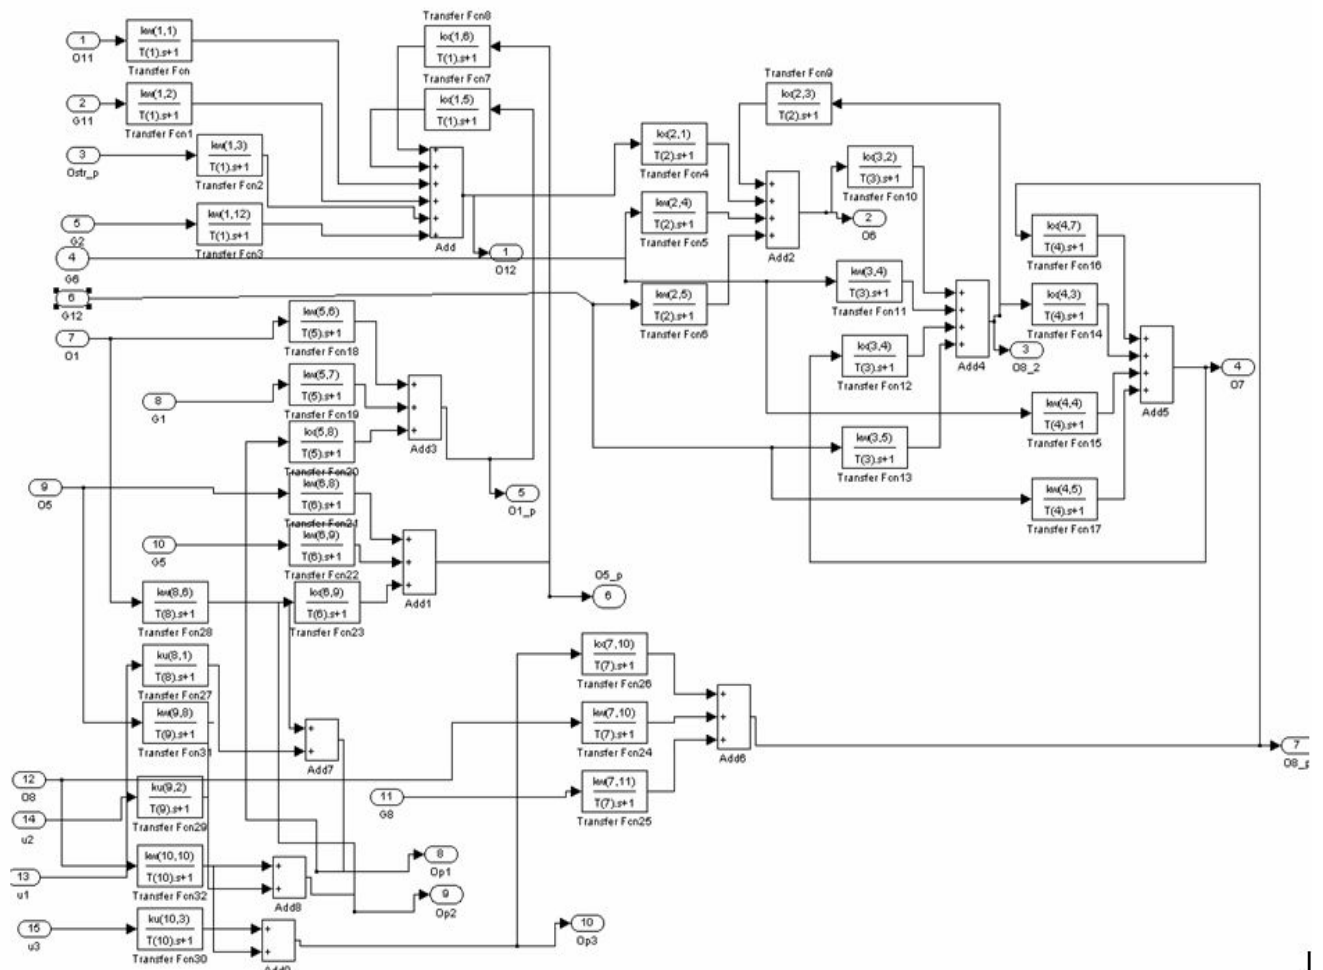 Transfer Fcn8
1
O11
kw(1,1)
T(1).s+1
Transfer Fcn
kx(1,6)
T(1).s+1
Transfer Fcn7
2
G11
kw(1,2)
T(1).s+1
Transfer Fcn1
kx(1,5)
T(1).s+1
Transfer Fcn9
kx(2,3)
T(2).s+1
3
Ostr_p
kw(1,3)
T(1).s+1
Transfer Fcn2
kx(2,1)
T(2).s+1
Transfer Fcn4
kx(3,2)
T(3).s+1
Transfer Fcn10
5
G2
kw(1,12)
T(1).s+1
Transfer Fcn3
Add
kw(2,4)
T(2).s+1
Transfer Fcn5
Add2
2
O6
kx(4,7)
T(4).s+1
Transfer Fcn16
4
G6
1
O12
kw(3,4)
T(3).s+1
Transfer Fcn11
6
G12
kw(2,5)
T(2).s+1
Transfer Fcn6
kx(4,3)
T(4).s+1
Transfer Fcn14
7
O1
kw(5,6)
T(5).s+1
Transfer Fcn18
kx(3,4)
T(3).s+1
Transfer Fcn12
Add4
3
O8_2
4
O7
8
G1
kw(5,7)
T(5).s+1
Transfer Fcn19
kw(4,4)
T(4).s+1
Transfer Fcn15
Add5
kx(5,8)
T(5).s+1
Transfer Fcn20
Add3
kw(3,5)
T(3).s+1
Transfer Fcn13
9
O5
kw(6,8)
T(6).s+1
Transfer Fcn21
5
O1_p
kw(4,5)
T(4).s+1
Transfer Fcn17
10
G5
kw(6,9)
T(6).s+1
Transfer Fcn22
Add1
O5_p
6
kw(8,6)
T(8).s+1
Transfer Fcn28
kx(6,9)
T(6).s+1
Transfer Fcn23
ku(8,1)
T(8).s+1
Transfer Fcn27
kx(7,10)
T(7).s+1
Transfer Fcn26
kw(9,8)
T(9).s+1
Transfer Fcn31
Add7
kw(7,10)
T(7).s+1
Transfer Fcn24
Add6
7
O8_p
12
O8
ku(9,2)
T(9).s+1
Transfer Fcn29
11
G8
kw(7,11)
T(7).s+1
Transfer Fcn25
14
u2
13
u1
kw(10,10)
T(10).s+1
Transfer Fcn32
Add8
8
Op1
9
Op2
15
u3
ku(10,3)
T(10).s+1
Transfer Fcn30
10
Op3